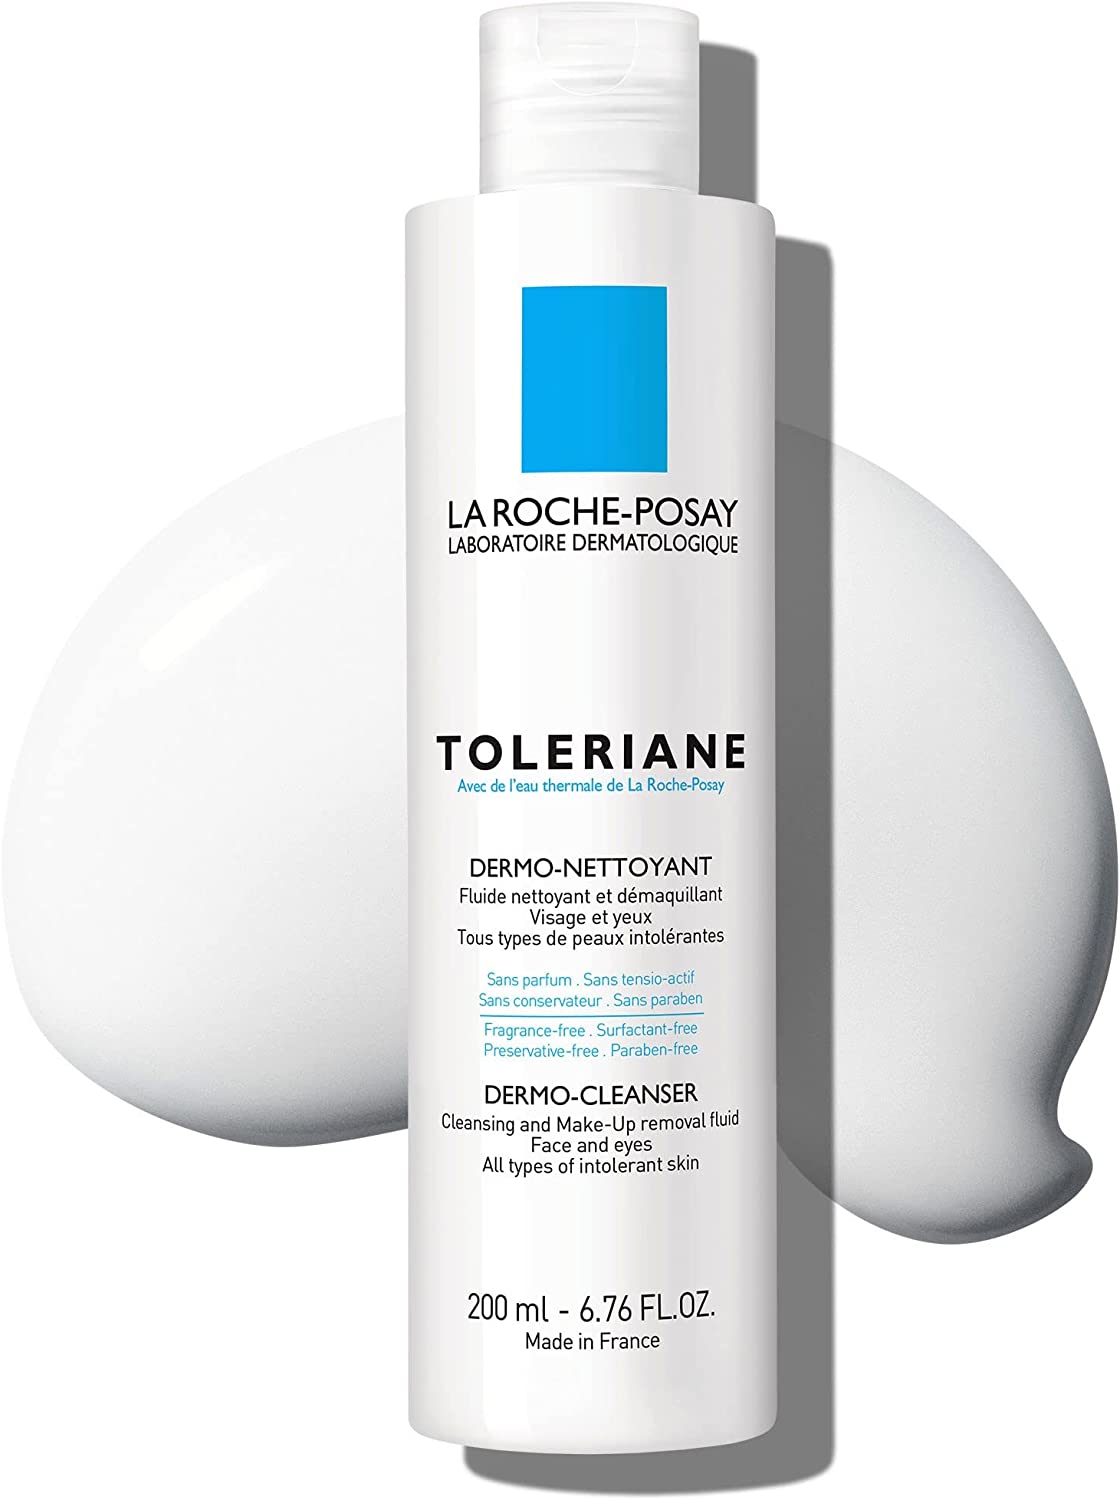 LA ROCHE-POSAY
LABORATOIRE DERMATOLOGIQUE
TOLERIANE
Avec de l'eau thermale de La Roche-Posay
DERMO-NETTOYANT
Fluide nettoyant et démaquillant
Visage et yeux
Tous types de peaux intolérantes
Sans parfum . Sans tensio-actif
Sans conservateur . Sans paraben
Fragrance-free . Surfactant-free
Preservative-free . Paraben-free
DERMO-CLEANSER
Cleansing and Make-Up removal fluid
Face and eyes
All types of intolerant skin
200 ml - 6.76 FL.OZ.
Made in France